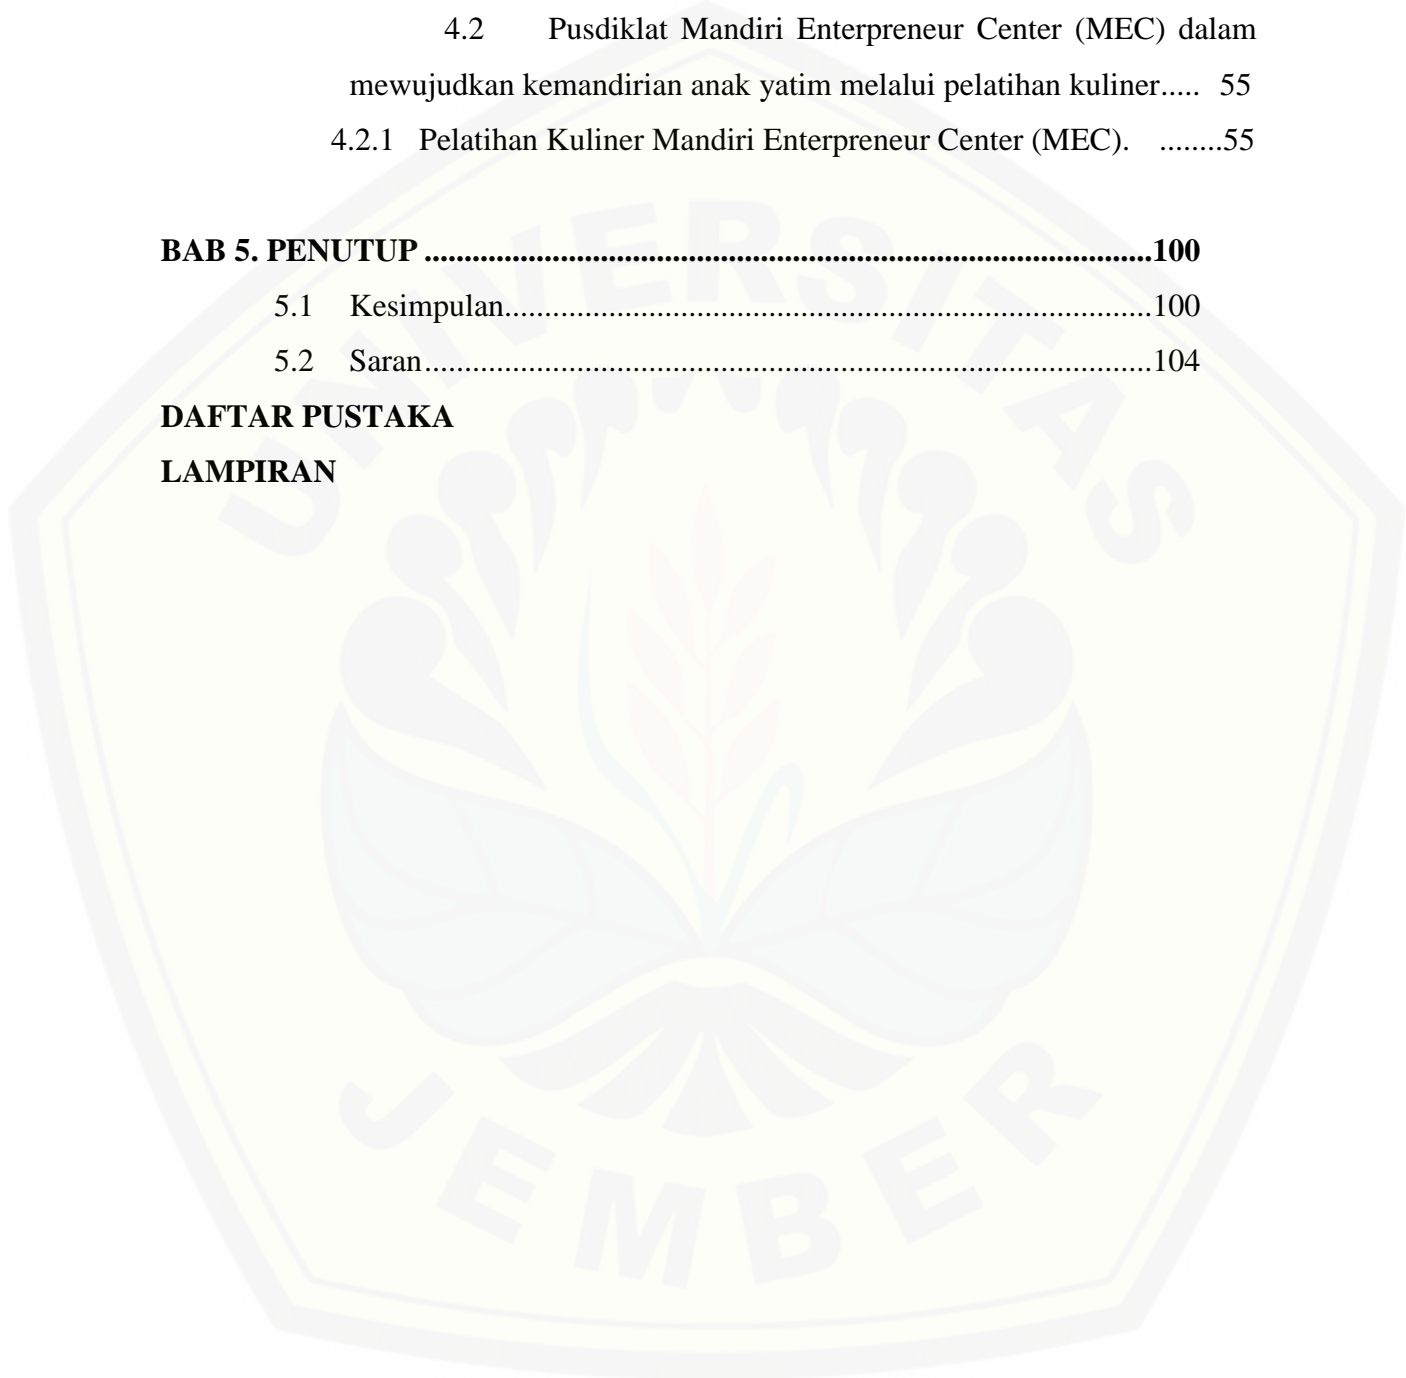 4.2 Pusdiklat Mandiri Enterpreneur Center (MEC) dalam
mewujudkan kemandirian anak yatim melalui pelatihan kuliner..... 55
4.2.1 Pelatihan Kuliner Mandiri Enterpreneur Center (MEC). ........55
BAB 5. PENUTUP ............................................................................................100
5.1 Kesimpulan..................................................................................100
5.2 Saran............................................................................................104
DAFTAR PUSTAKA
LAMPIRAN
UNIVERSITAS
JEMBER